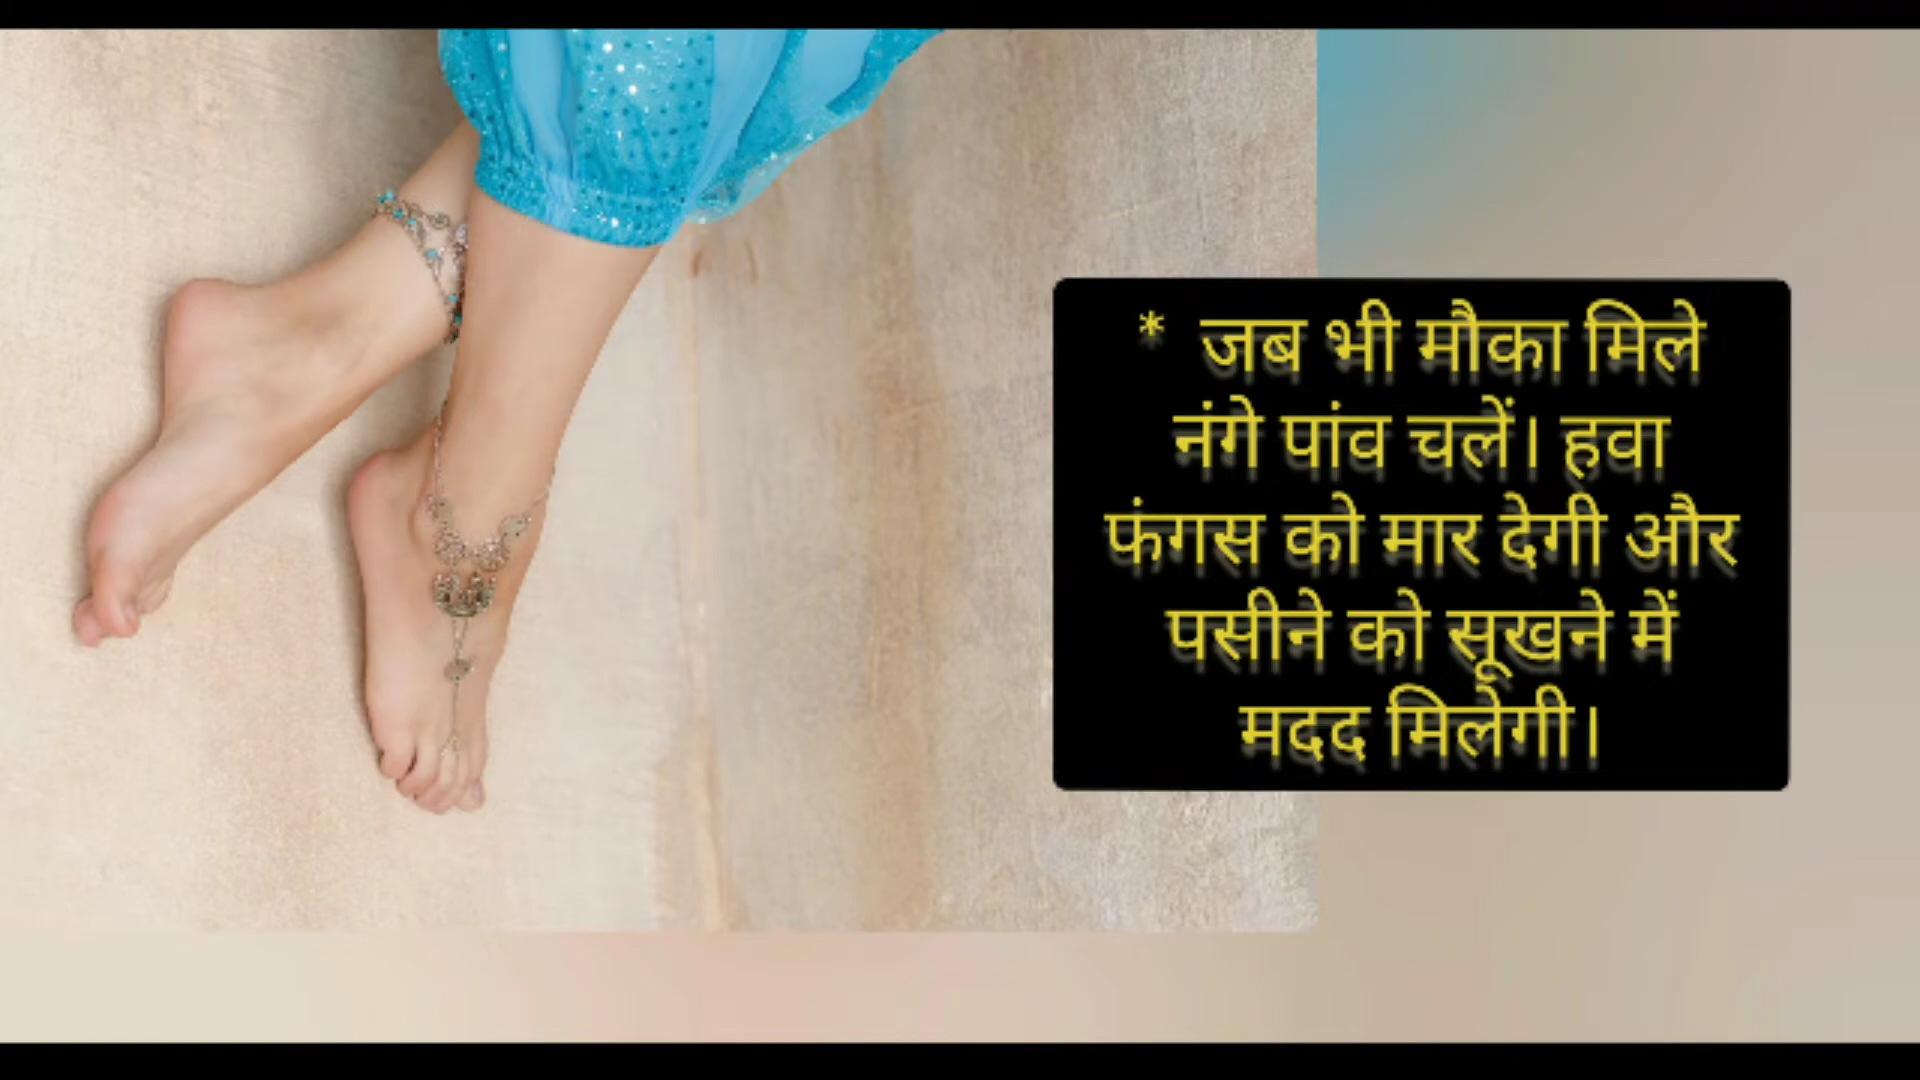 * जब भी मौका मिले
नंगे पांव चलें। हवा
फंगस को मार देगी और
पसीने को सूखने में
मदद मिलेगी।